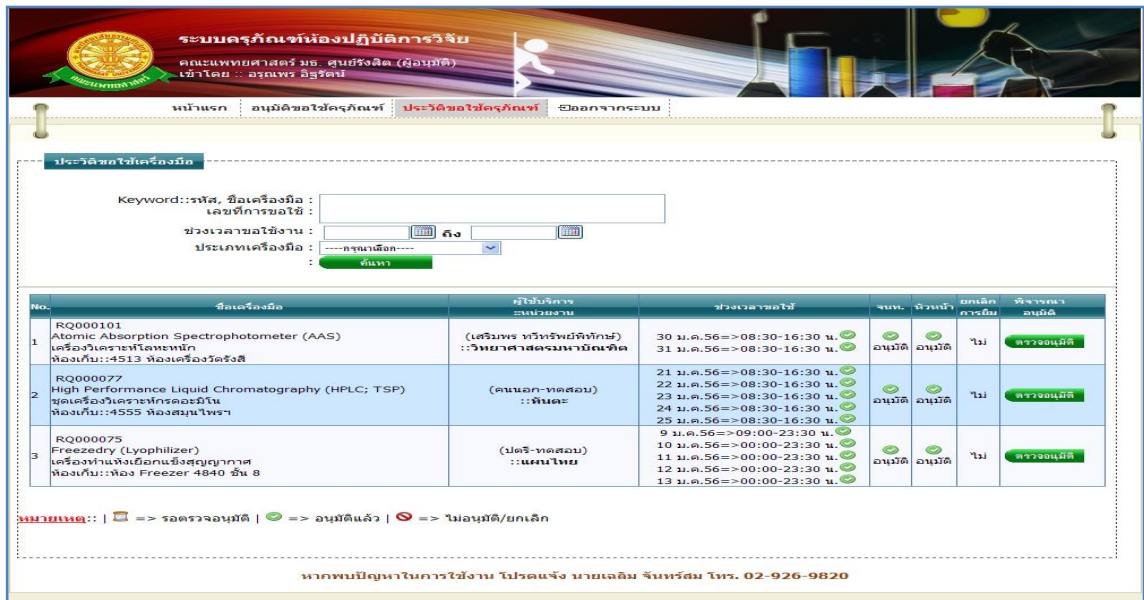 ระบบครุภัณฑ์ห้องปฏิบัติการวิจัย
คณะแพทยศาสตร์ มธ. ศูนย์รังสิต (ผู้อนุมัติ)
เข้าโดย :: อรุณพร อิฐรัตน์
หน้าแรก อนุมัติขอใช้ครุภัณฑ์ ประวัติขอใช้ครุภัณฑ์ ออกจากระบบ
ประวัติขอใช้เครื่องมือ
Keyword::รหัส, ชื่อเครื่องมือ :
เลขที่การขอใช้ :
ช่วงเวลาขอใช้งาน : ถึง
ประเภทเครื่องมือ : ----กรุณาเลือก----
: ค้นหา
No. ชื่อเครื่องมือ ผู้ใช้บริการ ::หน่วยงาน ช่วงเวลาขอใช้ จนท. หัวหน้า ยกเลิกการยืม พิจารณาอนุมัติ
1
RQ000101
Atomic Absorption Spectrophotometer (AAS)
เครื่องวิเคราะห์โลหะหนัก
ห้องเก็บ::4513 ห้องเครื่องวัดรังสี
(เสริมพร ทวีทรัพย์พิทักษ์)
::วิทยาศาสตรมหาบัณฑิต
30 ม.ค.56=>08:30-16:30 น.
31 ม.ค.56=>08:30-16:30 น.
อนุมัติ อนุมัติ ไม่ ตรวจอนุมัติ
2
RQ000077
High Performance Liquid Chromatography (HPLC; TSP)
ชุดเครื่องวิเคราะห์กรดอะมิโน
ห้องเก็บ::4555 ห้องสมุนไพรฯ
(คนนอก-ทดสอบ)
::ทันตะ
21 ม.ค.56=>08:30-16:30 น.
22 ม.ค.56=>08:30-16:30 น.
23 ม.ค.56=>08:30-16:30 น.
24 ม.ค.56=>08:30-16:30 น.
25 ม.ค.56=>08:30-16:30 น.
อนุมัติ อนุมัติ ไม่ ตรวจอนุมัติ
3
RQ000075
Freezedry (Lyophilizer)
เครื่องทำแห้งเยือกแข็งสุญญากาศ
ห้องเก็บ::ห้อง Freezer 4840 ชั้น 8
(ปตรี-ทดสอบ)
::แผนไทย
9 ม.ค.56=>09:00-23:30 น.
10 ม.ค.56=>00:00-23:30 น.
11 ม.ค.56=>00:00-23:30 น.
12 ม.ค.56=>00:00-23:30 น.
13 ม.ค.56=>00:00-23:30 น.
อนุมัติ อนุมัติ ไม่ ตรวจอนุมัติ
หมายเหตุ:: | => รอตรวจอนุมัติ | => อนุมัติแล้ว | => ไม่อนุมัติ/ยกเลิก
หากพบปัญหาในการใช้งาน โปรดแจ้ง นายเฉลิม จันทร์สม โทร. 02-926-9820